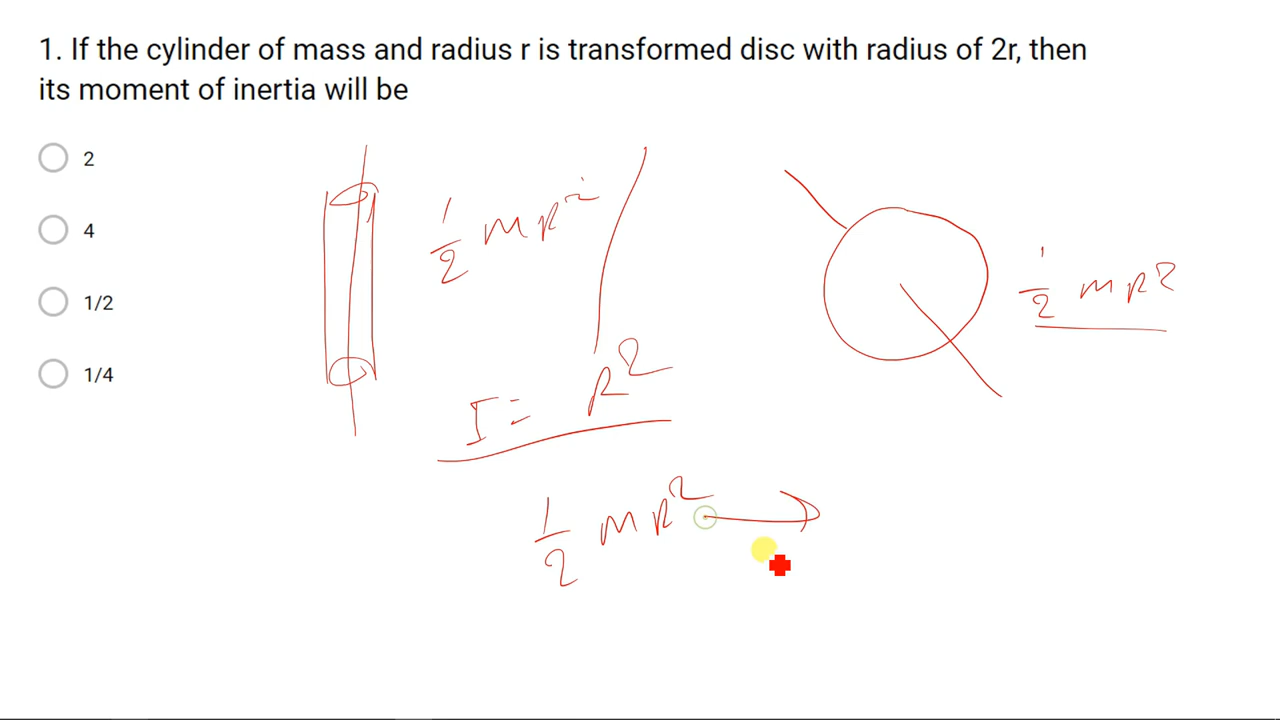 1. If the cylinder of mass and radius r is transformed disc with radius of 2r, then
its moment of inertia will be
2
4
1/2
1/4
1/2 mR²
1/2 mR²
I = R²
1/2 mR²